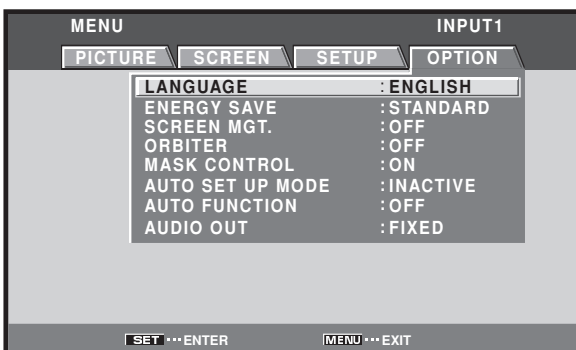 MENU INPUT1
PICTURE SCREEN SETUP OPTION
LANGUAGE :ENGLISH
ENERGY SAVE :STANDARD
SCREEN MGT. :OFF
ORBITER :OFF
MASK CONTROL :ON
AUTO SET UP MODE :INACTIVE
AUTO FUNCTION :OFF
AUDIO OUT :FIXED
SET ··· ENTER MENU ··· EXIT